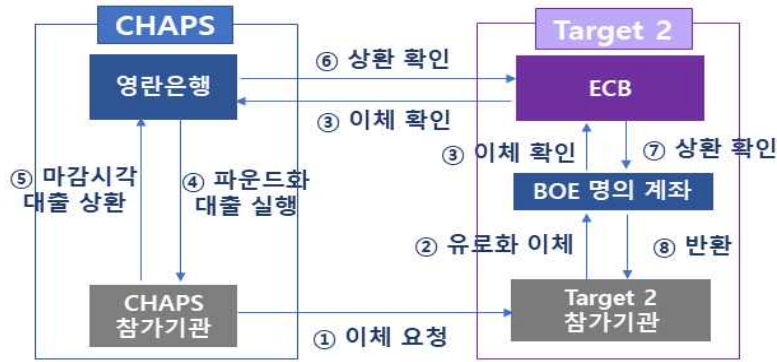 CHAPS
Target 2
영란은행
⑥ 상환 확인
ECB
③ 이체 확인
③ 이체 확인
⑦ 상환 확인
⑤ 마감시각
대출 상환
④ 파운드화
대출 실행
BOE 명의 계좌
② 유로화 이체
⑧ 반환
CHAPS
참가기관
Target 2
참가기관
① 이체 요청